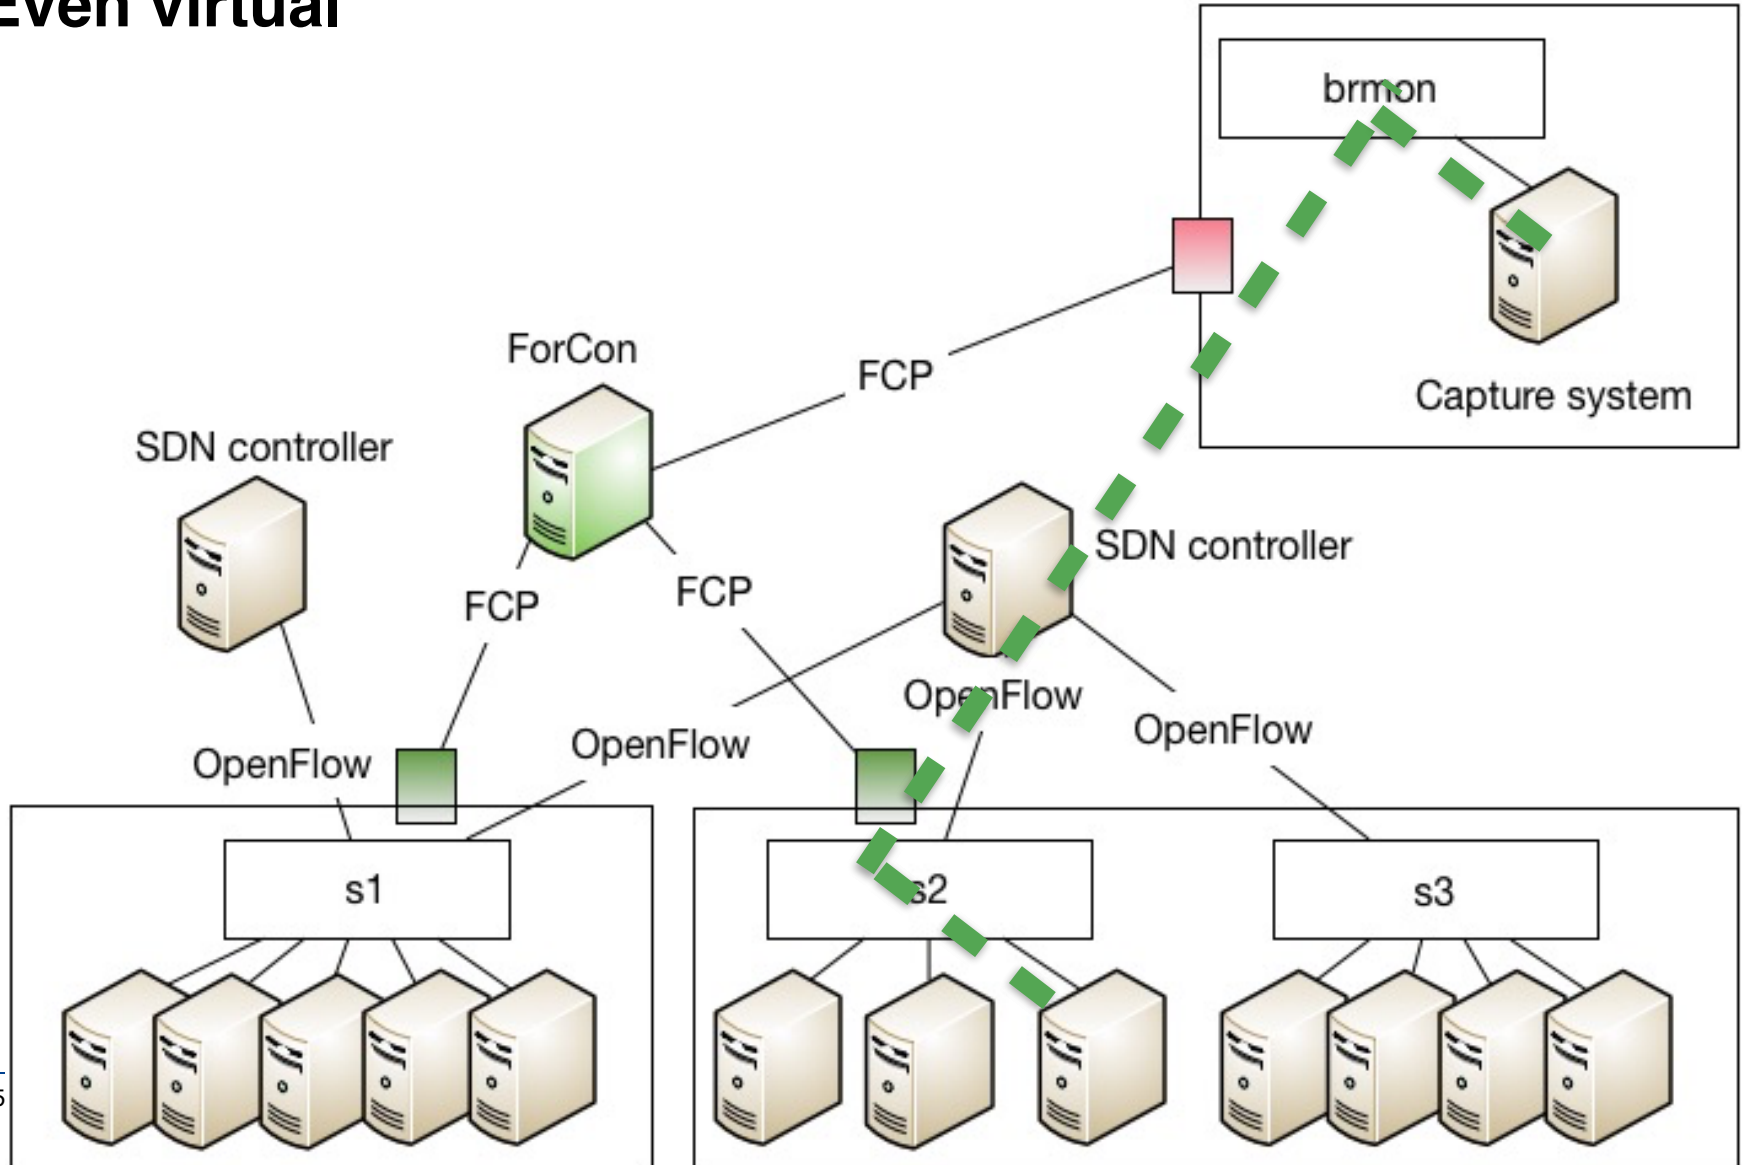 Even virtual
brmon
ForCon
FCP
Capture system
SDN controller
SDN controller
FCP
FCP
OpenFlow
OpenFlow
OpenFlow
OpenFlow
s1
s2
s3